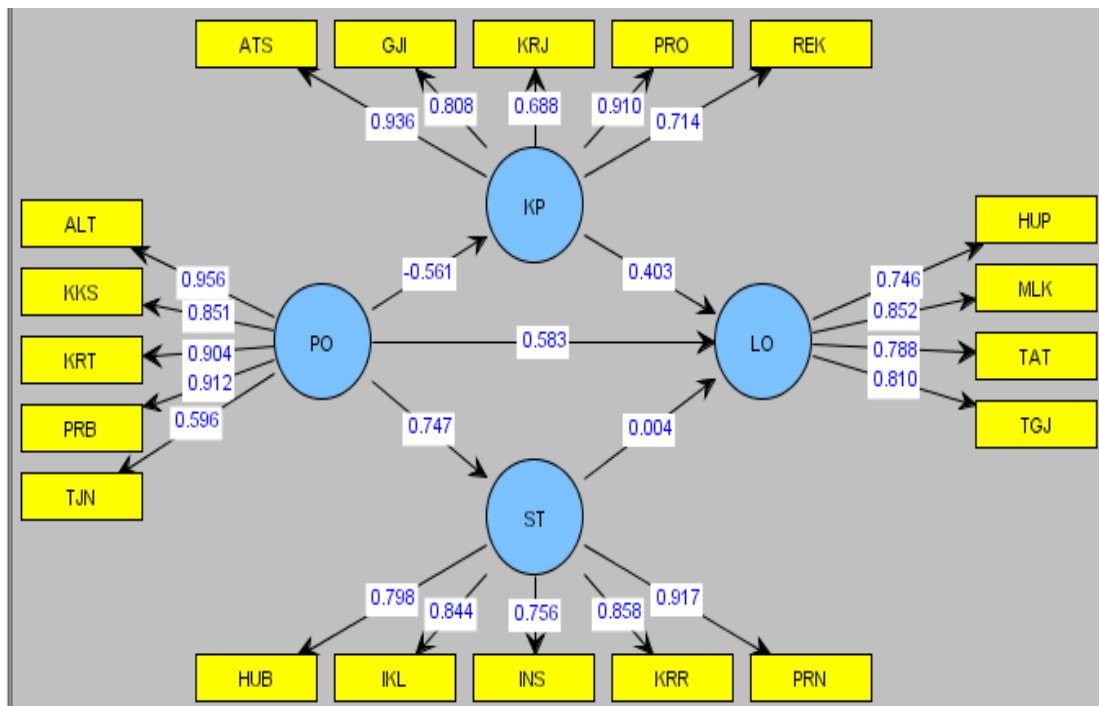 ATS
GJI
KRJ
PRO
REK
0.936
0.808
0.688
0.910
0.714
KP
ALT
KKS
KRT
PRB
TJN
0.956
0.851
0.904
0.912
0.596
PO
-0.561
0.403
0.583
0.747
0.004
LO
0.746
0.852
0.788
0.810
HUP
MLK
TAT
TGJ
ST
0.798
0.844
0.756
0.858
0.917
HUB
IKL
INS
KRR
PRN